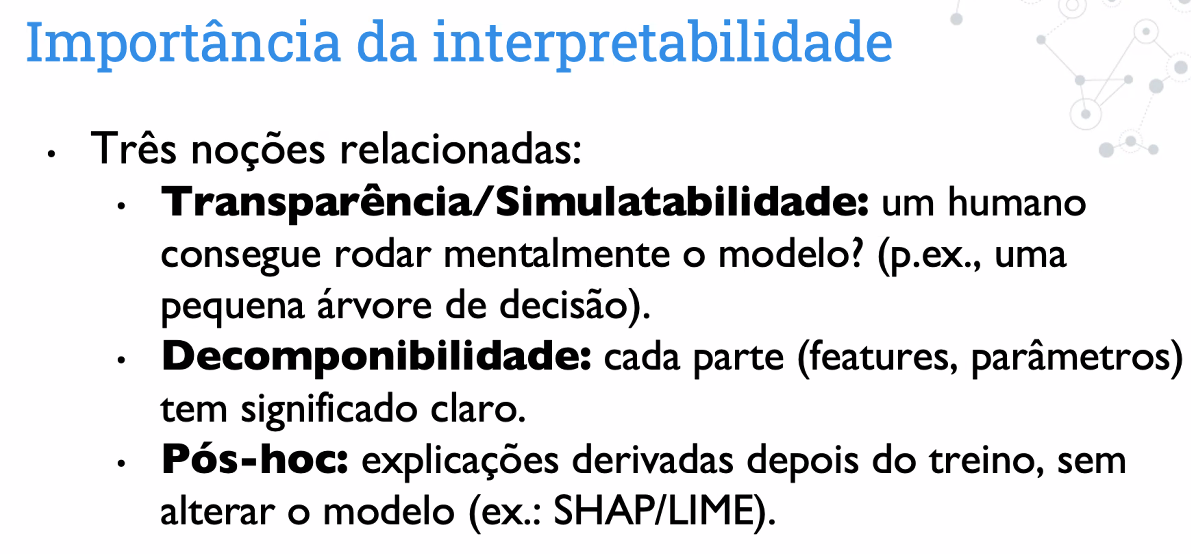 Importância da interpretabilidade
• Três noções relacionadas:
• Transparência/Simulatabilidade: um humano
consegue rodar mentalmente o modelo? (p.ex., uma
pequena árvore de decisão).
• Decomponibilidade: cada parte (features, parâmetros)
tem significado claro.
• Pós-hoc: explicações derivadas depois do treino, sem
alterar o modelo (ex.: SHAP/LIME).